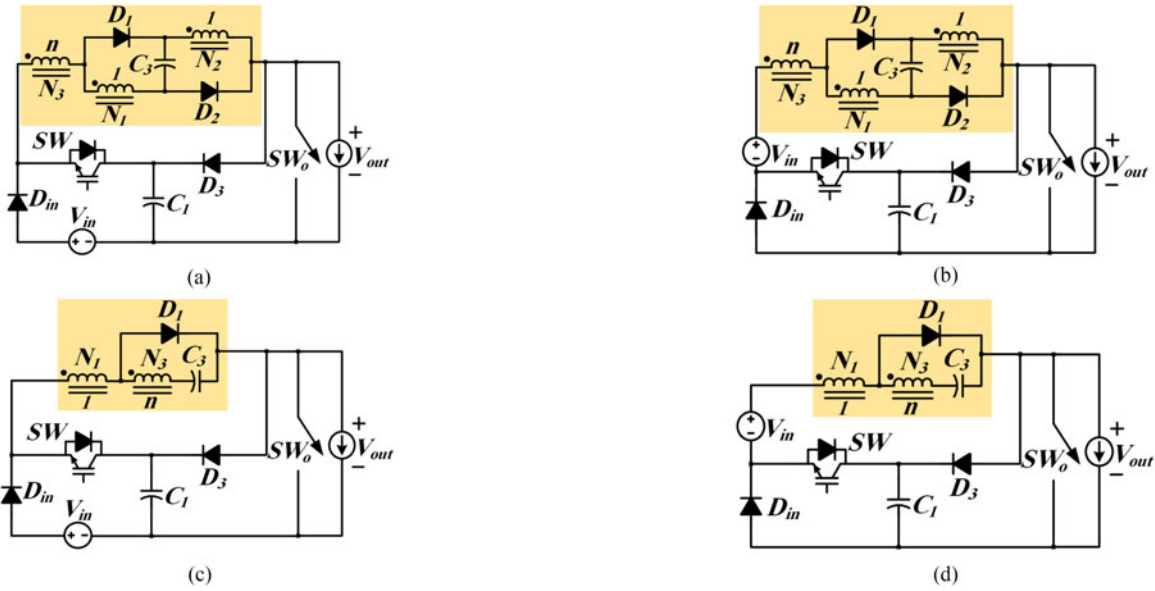 D1 1
n C3 N2
N3 1 N1 D2
SW
D3 SWo + Vout −
Din C1
Vin + −
(a)
D1 1
n C3 N2
N3 1 N1 D2
+ − Vin SW
D3 SWo + Vout −
Din C1
(b)
D1
N1 N3 C3
1 n
SW
D3 SWo + Vout −
Din C1
Vin + −
(c)
D1
N1 N3 C3
1 n
+ − Vin SW
D3 SWo + Vout −
Din C1
(d)